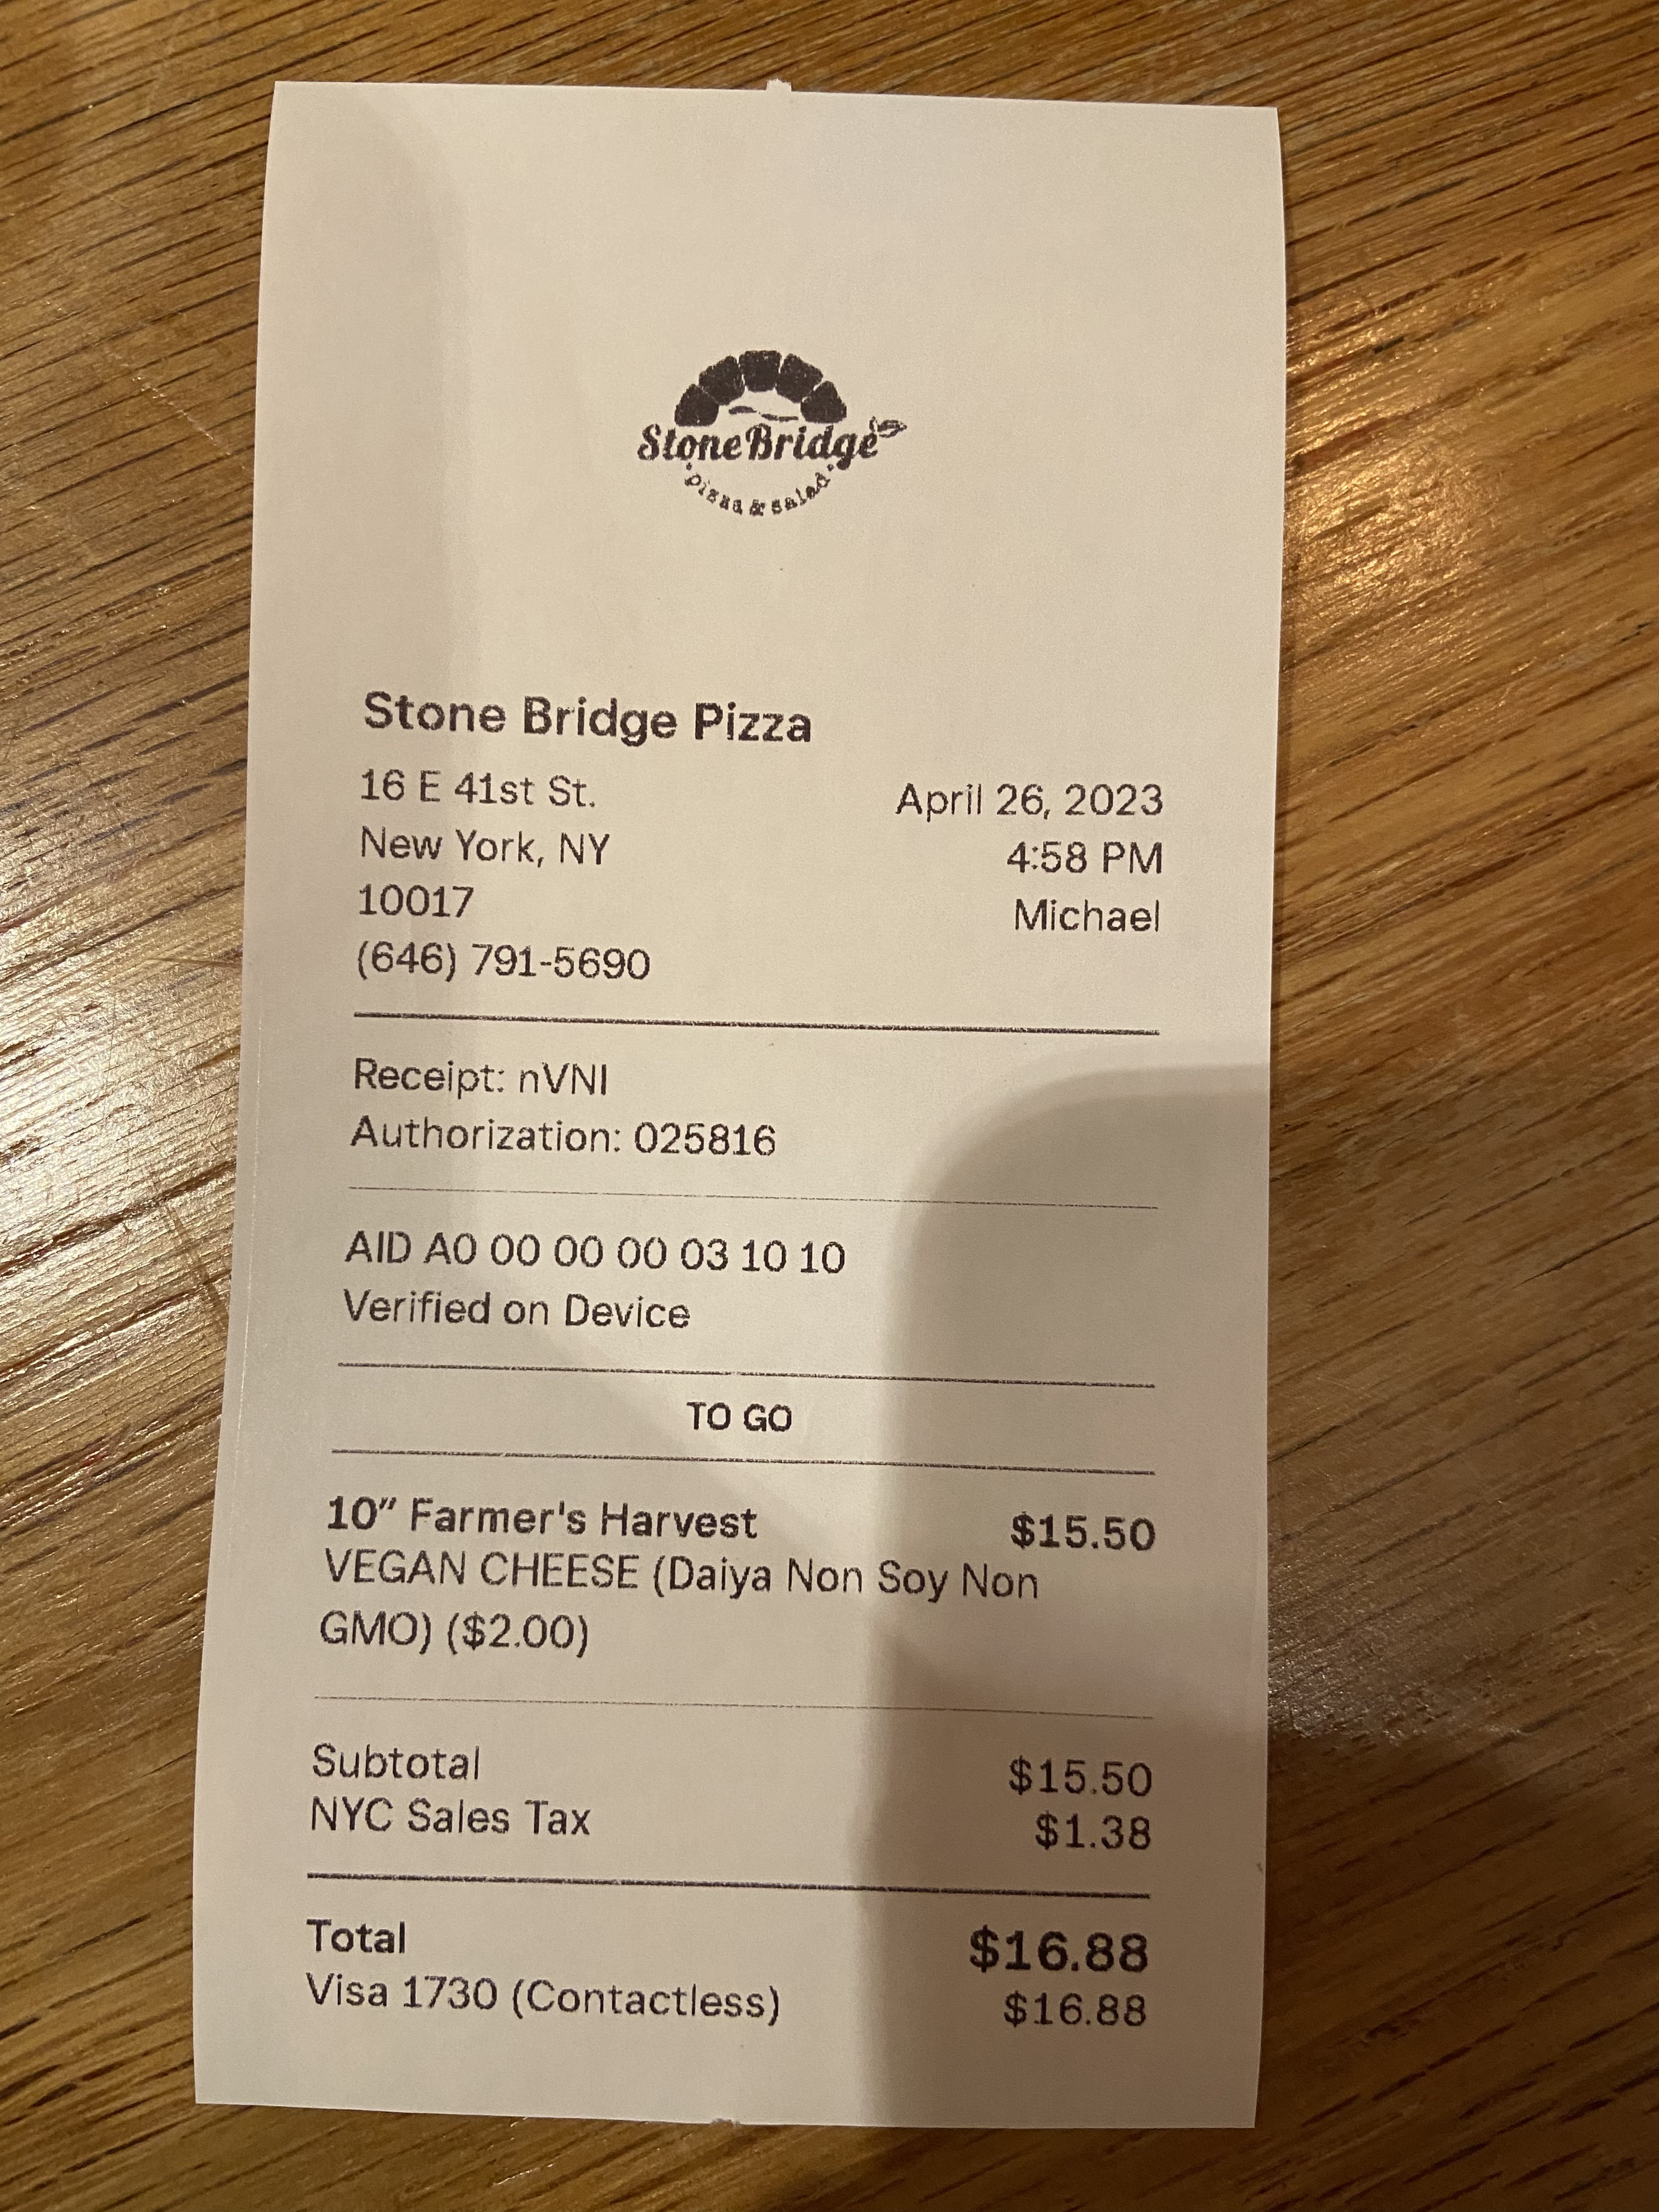 StoneBridge
pizza & salad
Stone Bridge Pizza
16 E 41st St.
New York, NY
10017
(646) 791-5690
April 26, 2023
4:58 PM
Michael
Receipt: nVNI
Authorization: 025816
AID A0 00 00 00 03 10 10
Verified on Device
TO GO
10” Farmer's Harvest $15.50
VEGAN CHEESE (Daiya Non Soy Non
GMO) ($2.00)
Subtotal $15.50
NYC Sales Tax $1.38
Total $16.88
Visa 1730 (Contactless) $16.88